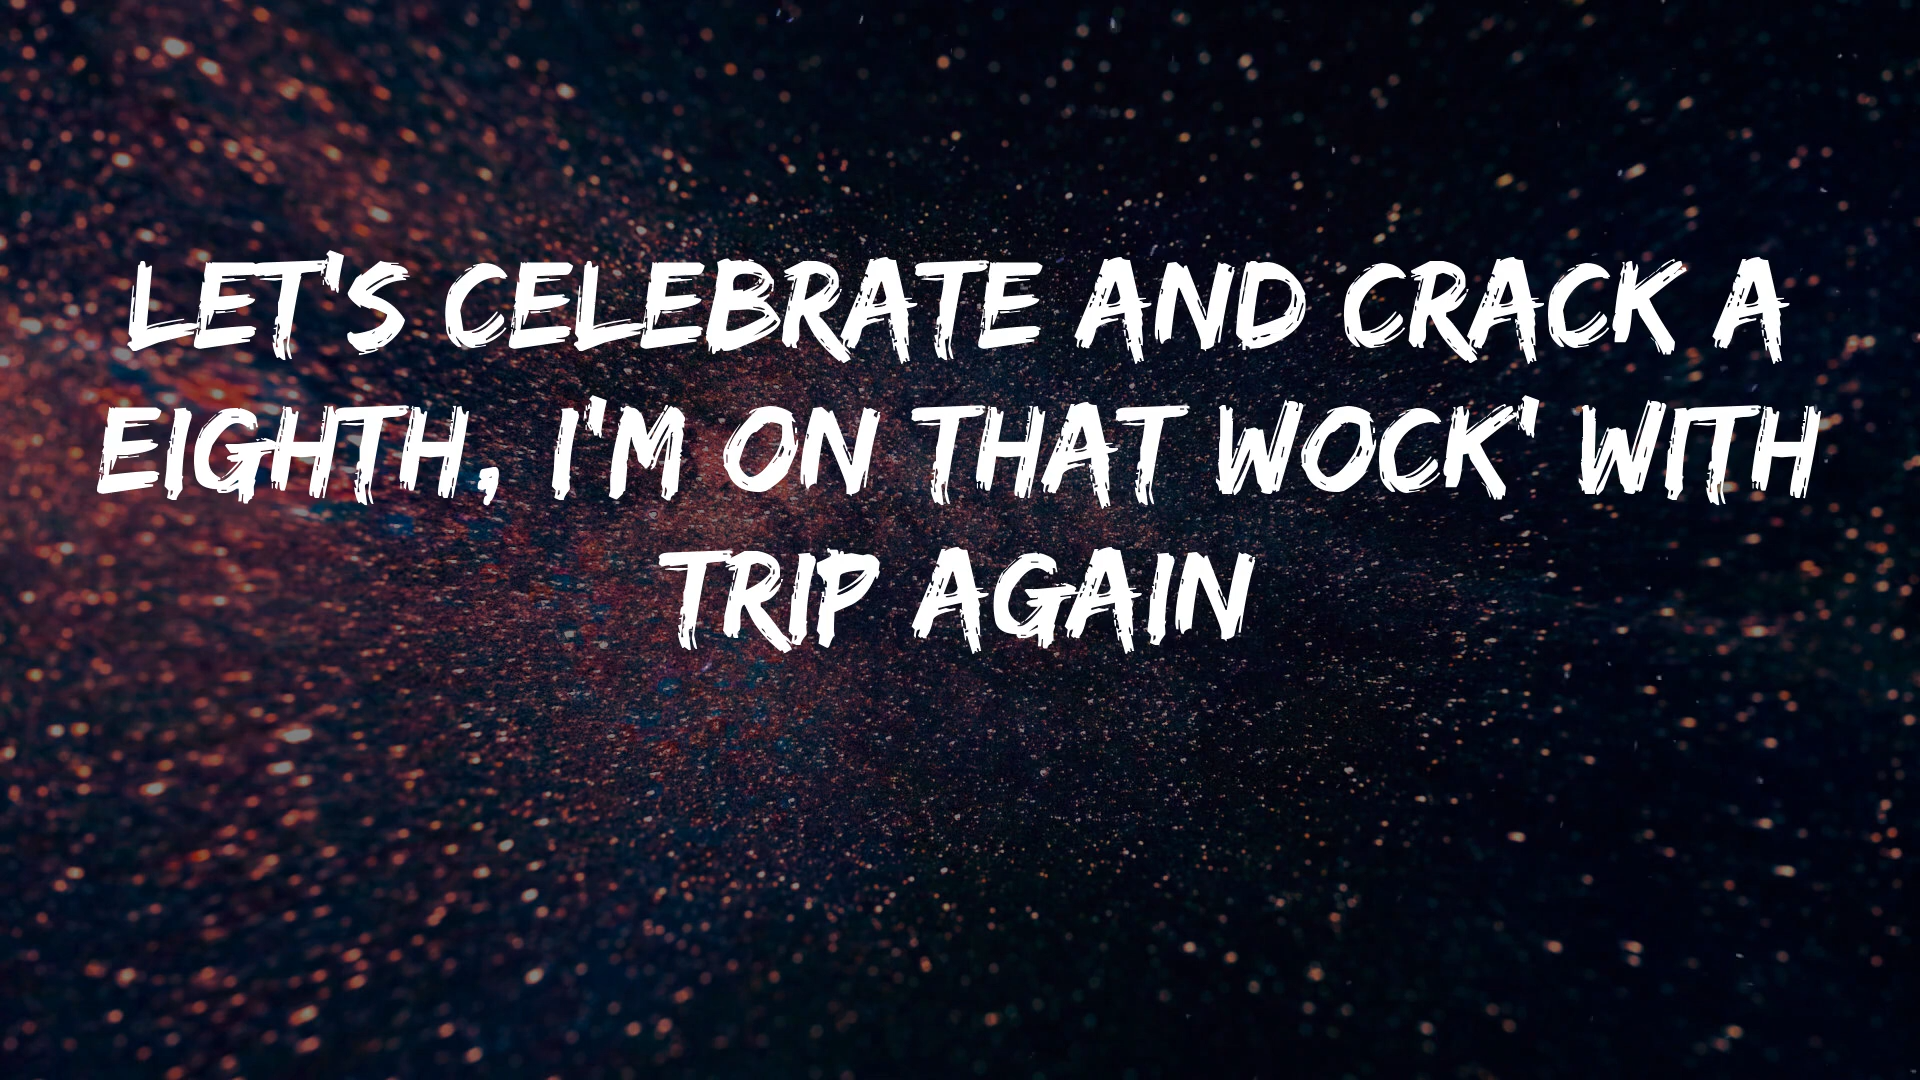 LET'S CELEBRATE AND CRACK A
EIGHTH, I'M ON THAT WOCK' WITH
TRIP AGAIN